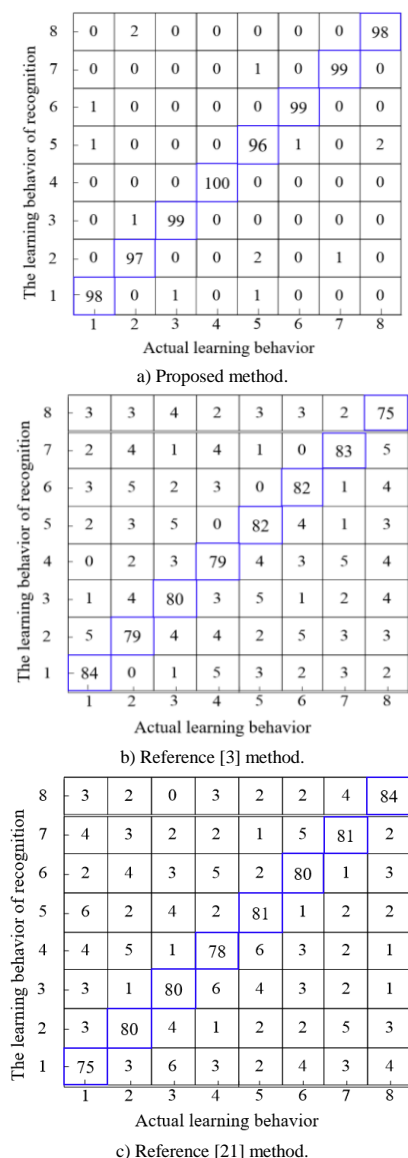 The learning behavior of recognition
8 0 2 0 0 0 0 0 98
7 0 0 0 0 1 0 99 0
6 1 0 0 0 0 99 0 0
5 1 0 0 0 96 1 0 2
4 0 0 0 100 0 0 0 0
3 0 1 99 0 0 0 0 0
2 0 97 0 0 2 0 1 0
1 98 0 1 0 1 0 0 0
1 2 3 4 5 6 7 8
Actual learning behavior
a) Proposed method.
The learning behavior of recognition
8 3 3 4 2 3 3 2 75
7 2 4 1 4 1 0 83 5
6 3 5 2 3 0 82 1 4
5 2 3 5 0 82 4 1 3
4 0 2 3 79 4 3 5 4
3 1 4 80 3 5 1 2 4
2 5 79 4 4 2 5 3 3
1 84 0 1 5 3 2 3 2
1 2 3 4 5 6 7 8
Actual learning behavior
b) Reference [3] method.
The learning behavior of recognition
8 3 2 0 3 2 2 4 84
7 4 3 2 2 1 5 81 2
6 2 4 3 5 2 80 1 3
5 6 2 4 2 81 1 2 2
4 4 5 1 78 6 3 2 1
3 3 1 80 6 4 3 2 1
2 3 80 4 1 2 2 5 3
1 75 3 6 3 2 4 3 4
1 2 3 4 5 6 7 8
Actual learning behavior
c) Reference [21] method.